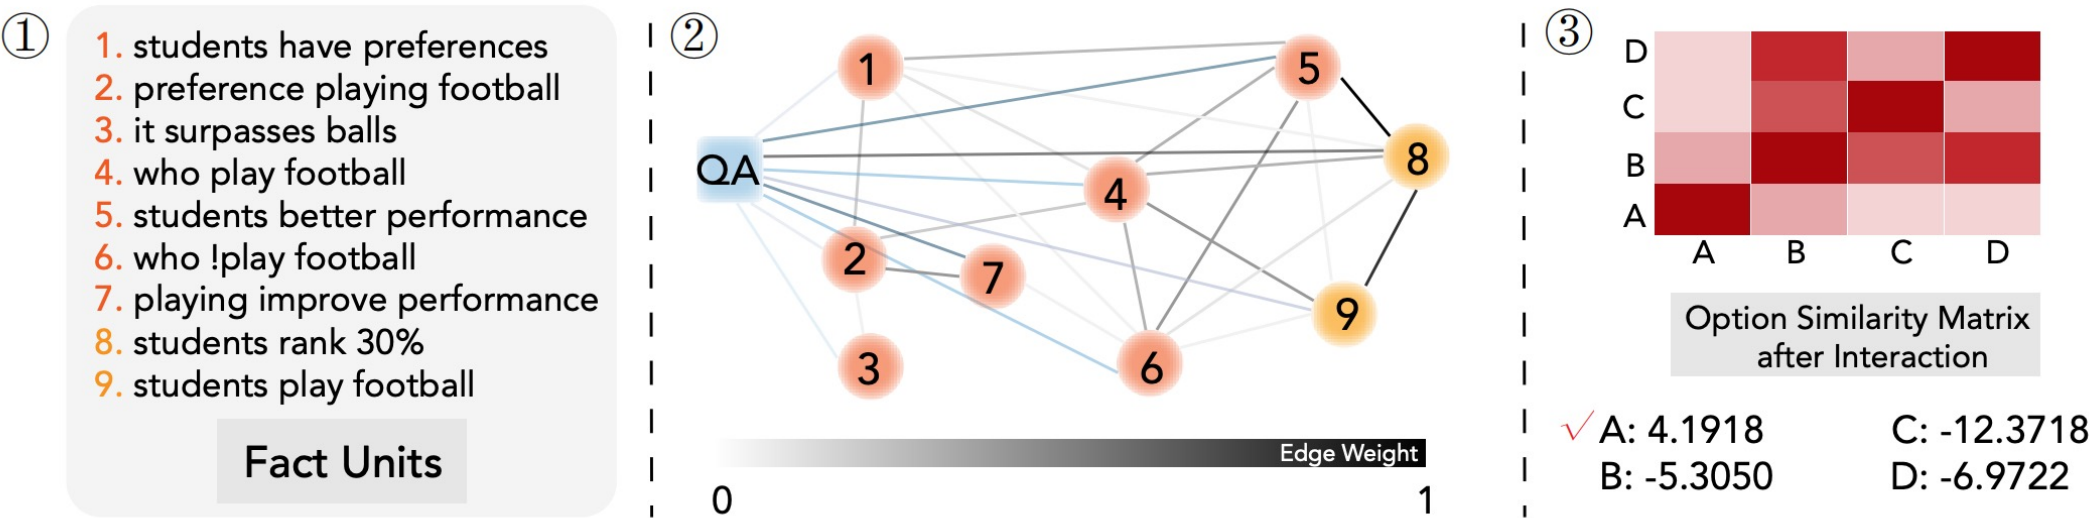 ①
1. students have preferences
2. preference playing football
3. it surpasses balls
4. who play football
5. students better performance
6. who !play football
7. playing improve performance
8. students rank 30%
9. students play football
Fact Units
②
1
5
QA
8
4
2
7
9
3
6
Edge Weight
0
1
③
D
C
B
A
A B C D
Option Similarity Matrix
after Interaction
√ A: 4.1918 C: -12.3718
B: -5.3050 D: -6.9722